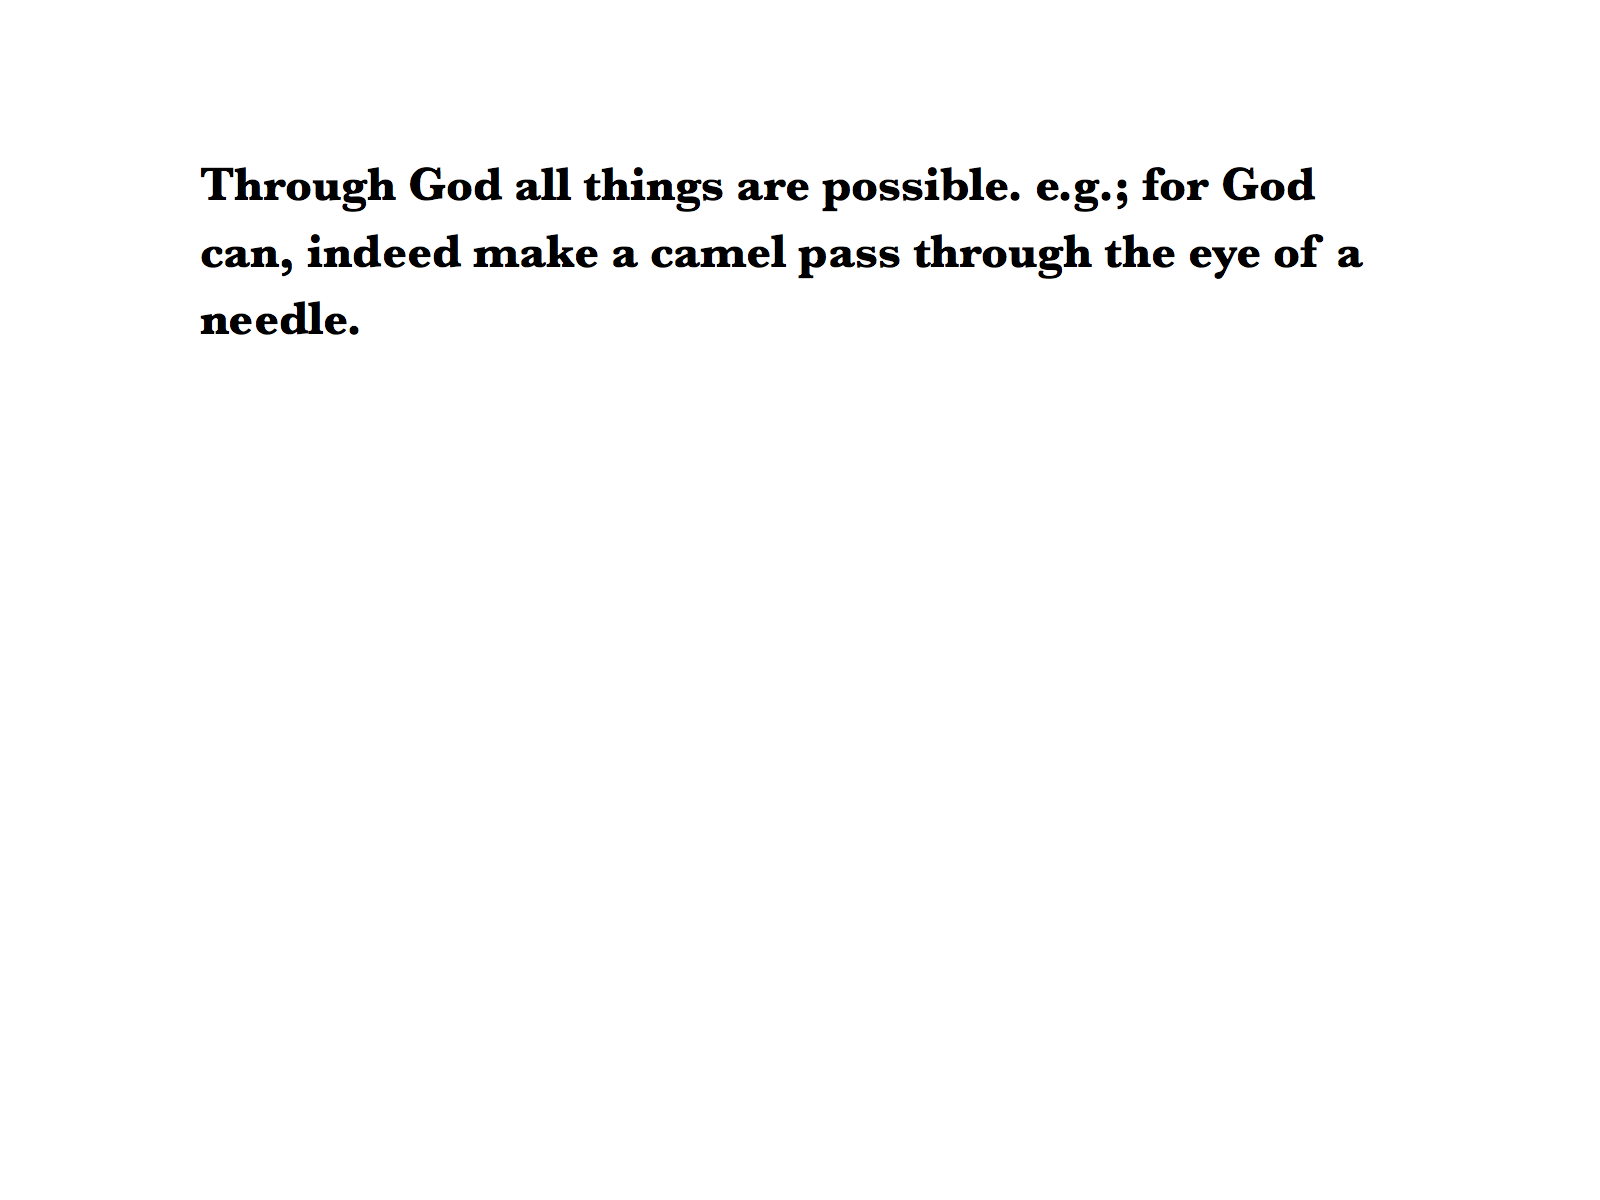 Through God all things are possible. e.g.; for God
can, indeed make a camel pass through the eye of a
needle.